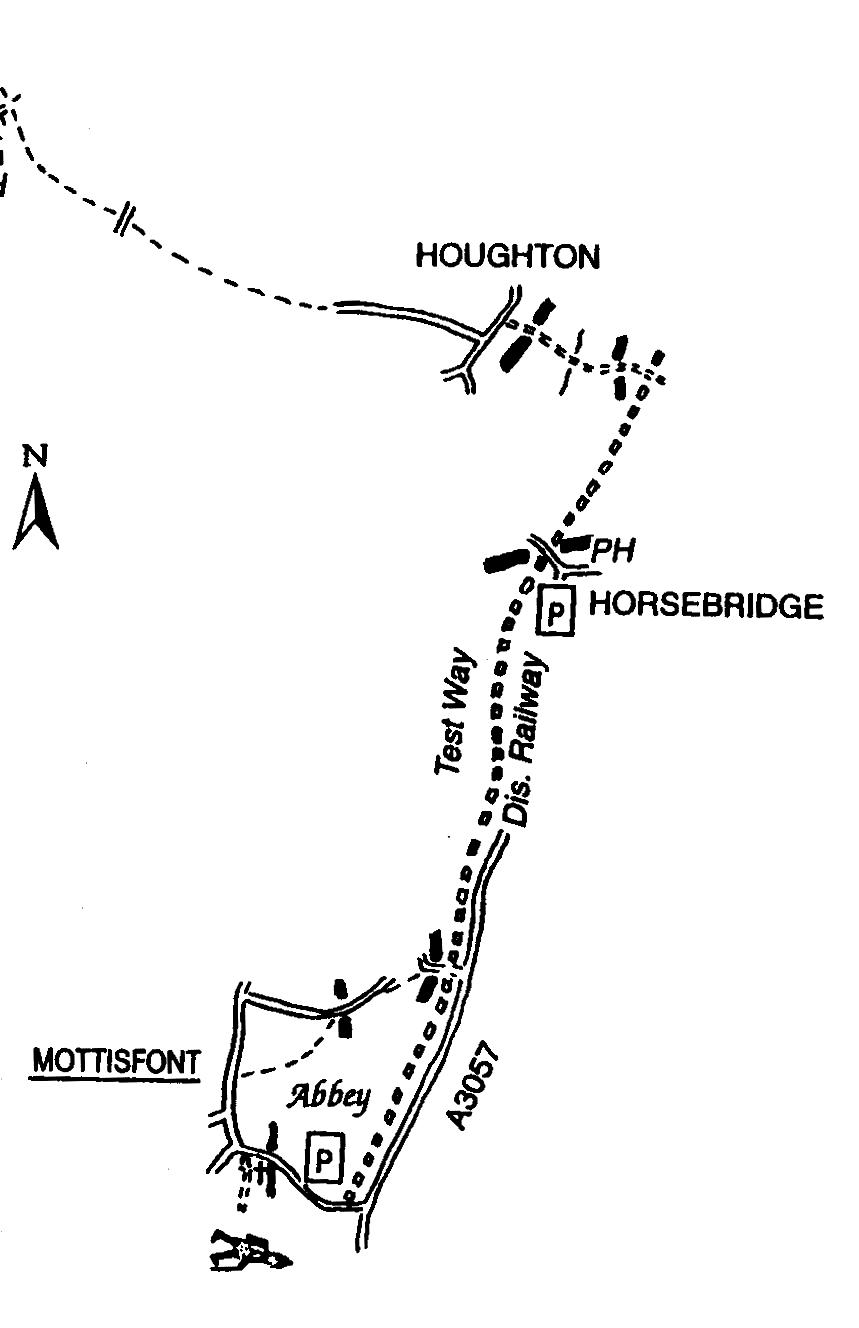 HOUGHTON
N
PH
P
HORSEBRIDGE
Test Way
Dis. Railway
MOTTISFONT
Abbey
A3057
P